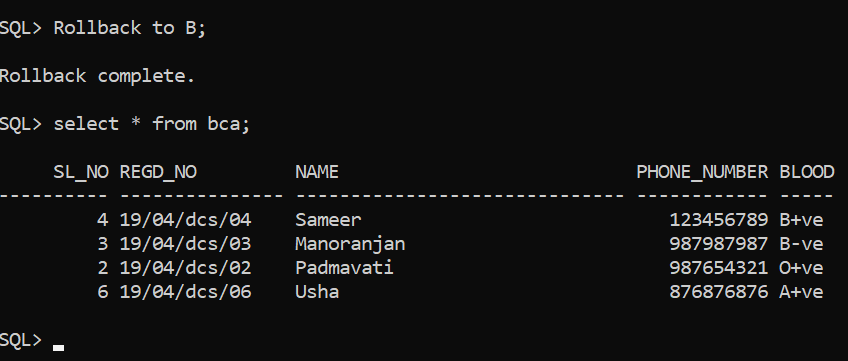 SQL> Rollback to B;
Rollback complete.
SQL> select * from bca;
SL_NO REGD_NO NAME PHONE_NUMBER BLOOD
---------- --------------- ------------------------------ ------------ -----
4 19/04/dcs/04 Sameer 123456789 B+ve
3 19/04/dcs/03 Manoranjan 987987987 B-ve
2 19/04/dcs/02 Padmavati 987654321 O+ve
6 19/04/dcs/06 Usha 876876876 A+ve
SQL>